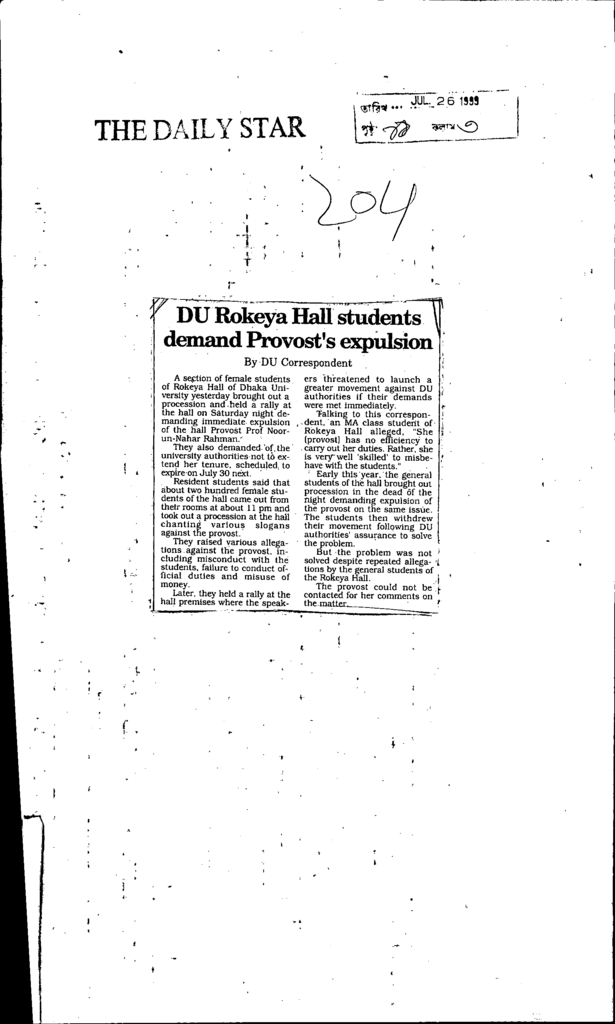 THE DAILY STAR
তারিখ ... JUL. 26 1999
পৃষ্ঠা কলাম ৩
204
DU Rokeya Hall students
demand Provost's expulsion
By DU Correspondent
A section of female students
of Rokeya Hall of Dhaka Uni-
versity yesterday brought out a
procession and held a rally at
the hall on Saturday night de-
manding immediate expulsion
of the hall Provost Prof Noor-
un-Nahar Rahman.
They also demanded of the
university authorities not to ex-
tend her tenure, scheduled to
expire on July 30 next.
Resident students said that
about two hundred female stu-
dents of the hall came out from
their rooms at about 11 pm and
took out a procession at the hall
chanting various slogans
against the provost.
They raised various allega-
tions against the provost, in-
cluding misconduct with the
students, failure to conduct of-
ficial duties and misuse of
money.
Later, they held a rally at the
hall premises where the speak-
ers threatened to launch a
greater movement against DU
authorities if their demands
were met immediately.
Talking to this correspon-
dent, an MA class student of
Rokeya Hall alleged, "She
(provost) has no efficiency to
carry out her duties. Rather, she
is very well 'skilled' to misbe-
have with the students."
Early this year, the general
students of the hall brought out
procession in the dead of the
night demanding expulsion of
the provost on the same issue.
The students then withdrew
their movement following DU
authorities' assurance to solve
the problem.
But the problem was not
solved despite repeated allega-
tions by the general students of
the Rokeya Hall.
The provost could not be
contacted for her comments on
the matter.